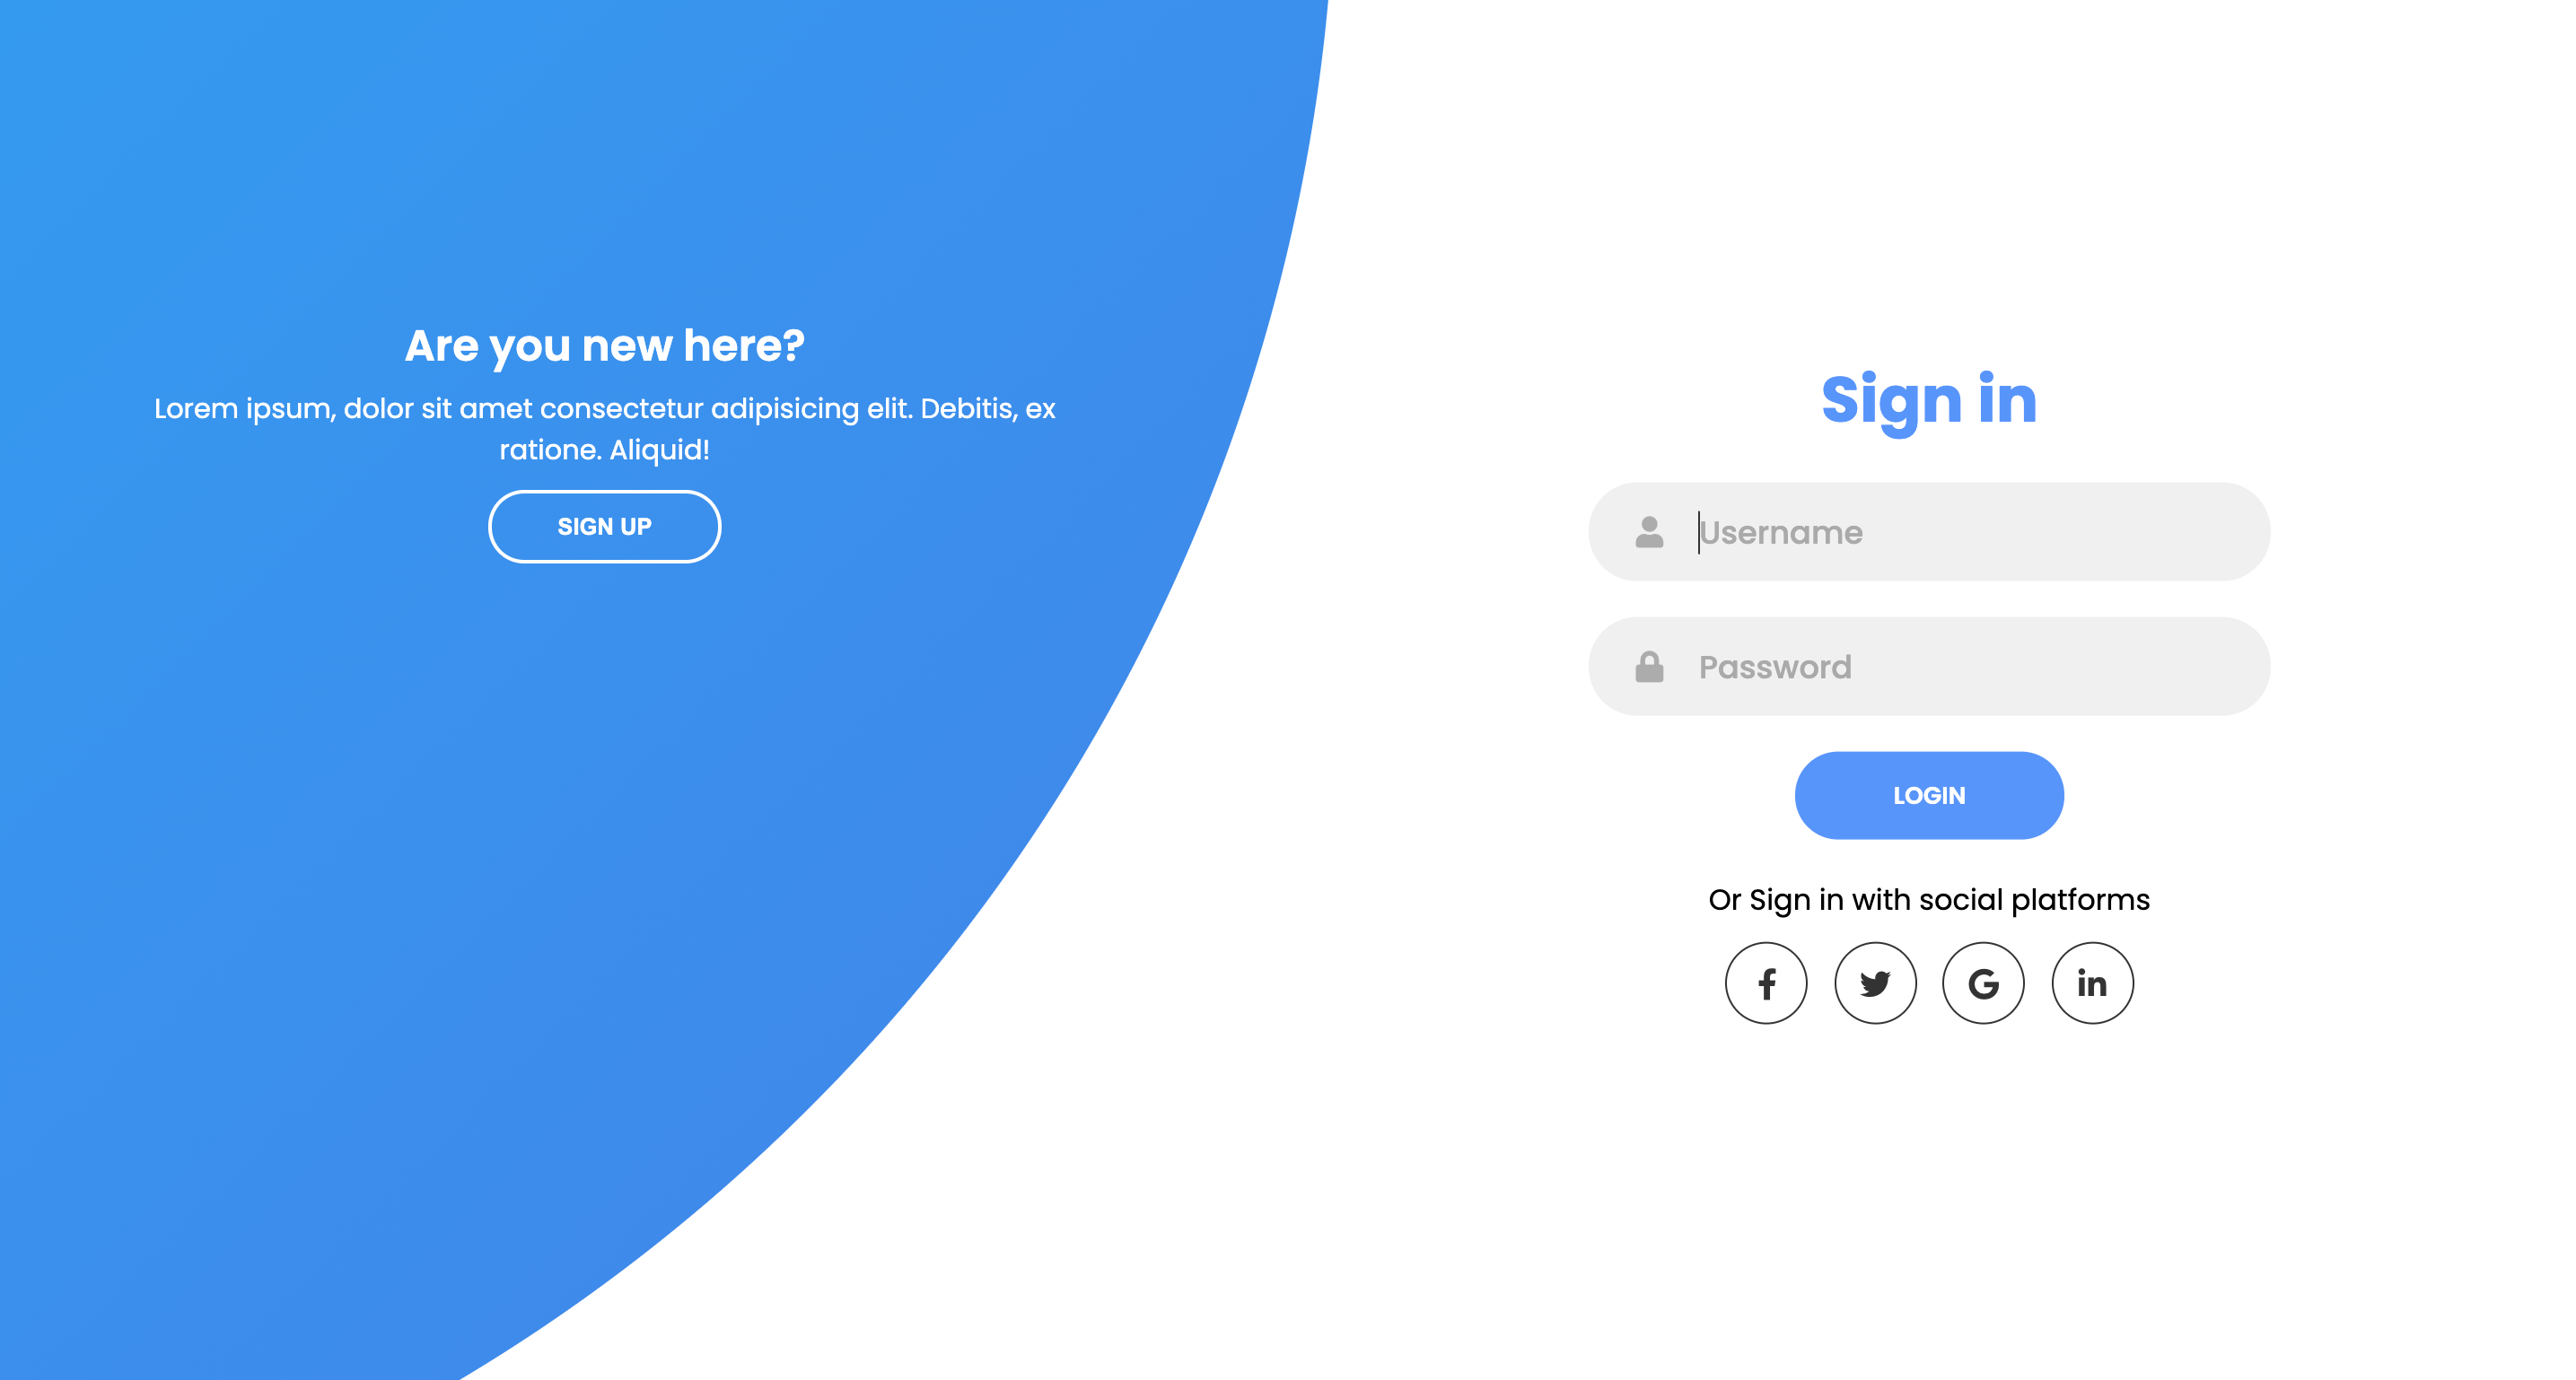 Are you new here?
Lorem ipsum, dolor sit amet consectetur adipisicing elit. Debitis, ex
ratione. Aliquid!
SIGN UP
Sign in
Username
Password
LOGIN
Or Sign in with social platforms